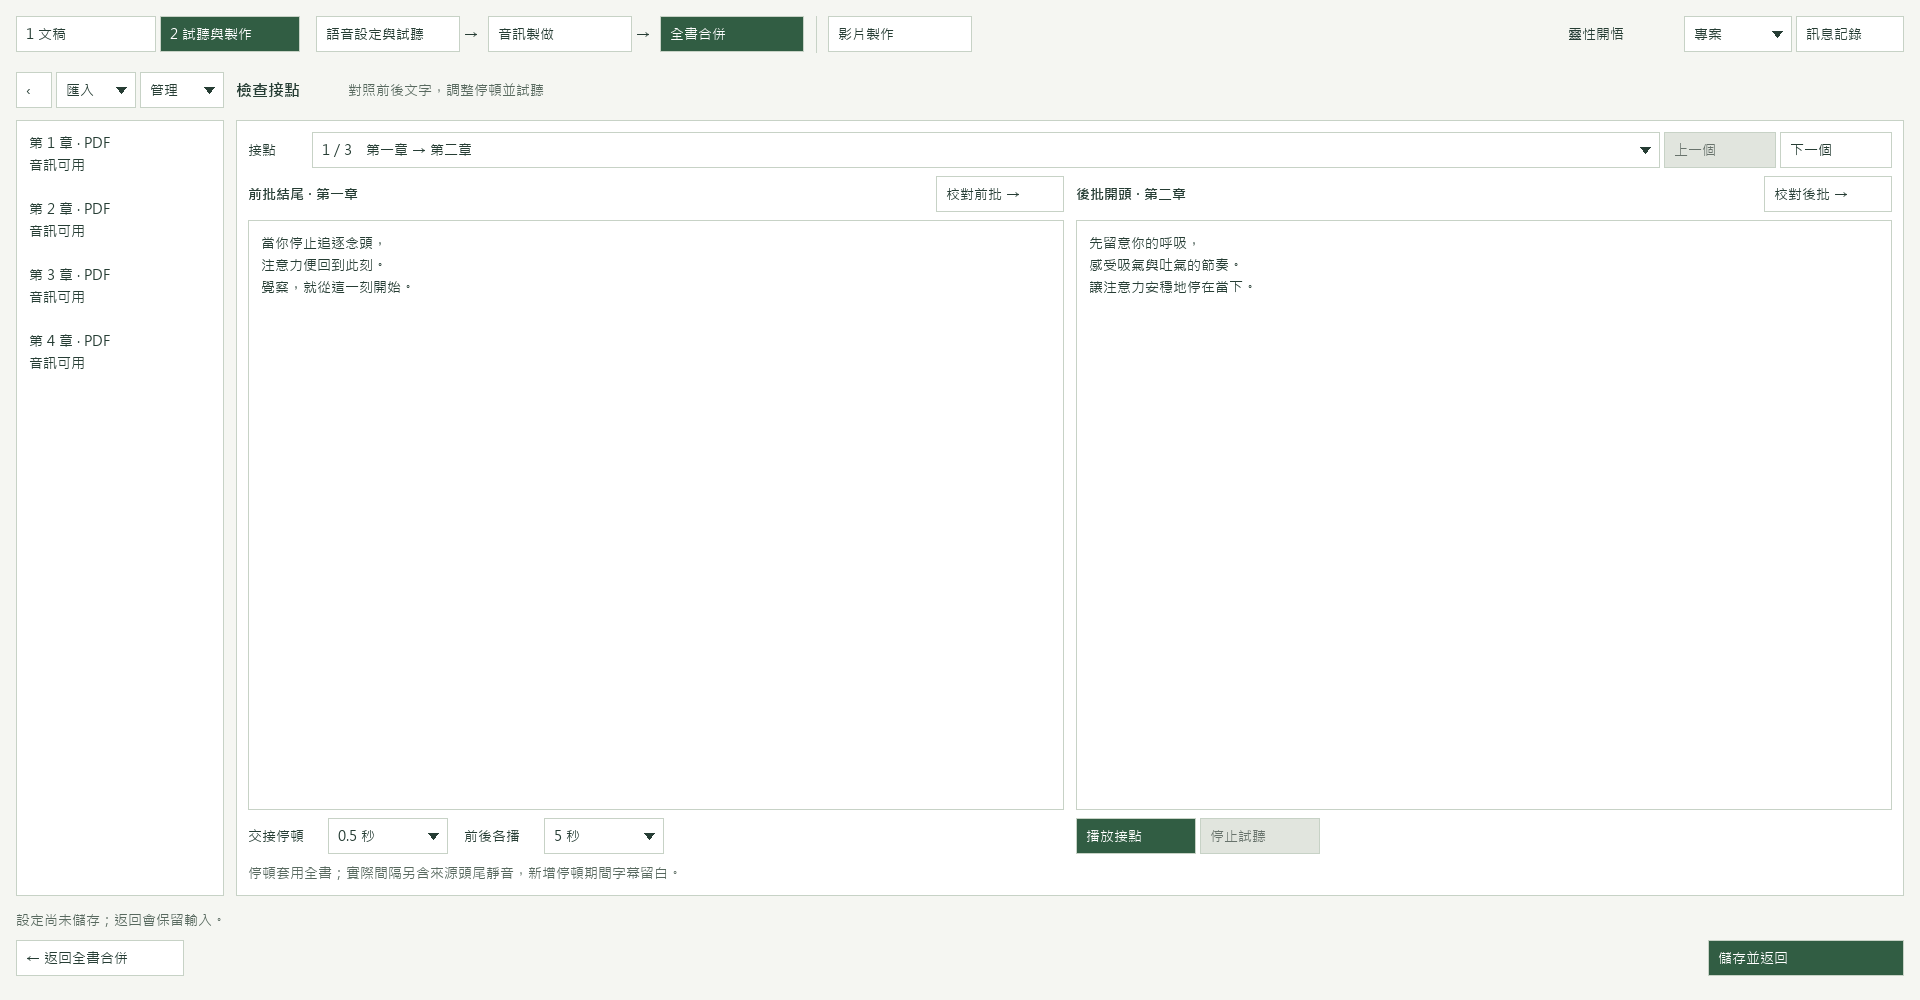 1 文稿
2 試聽與製作
語音設定與試聽
→
音訊製做
→
全書合併
影片製作
靈性開悟
專案
訊息記錄
‹
匯入
管理
檢查接點
對照前後文字，調整停頓並試聽
第 1 章 · PDF
音訊可用
第 2 章 · PDF
音訊可用
第 3 章 · PDF
音訊可用
第 4 章 · PDF
音訊可用
接點
1 / 3　第一章 → 第二章
上一個
下一個
前批結尾 · 第一章
校對前批 →
後批開頭 · 第二章
校對後批 →
當你停止追逐念頭，
注意力便回到此刻。
覺察，就從這一刻開始。
先留意你的呼吸，
感受吸氣與吐氣的節奏。
讓注意力安穩地停在當下。
交接停頓
0.5 秒
前後各播
5 秒
播放接點
停止試聽
停頓套用全書；實際間隔另含來源頭尾靜音，新增停頓期間字幕留白。
設定尚未儲存；返回會保留輸入。
← 返回全書合併
儲存並返回